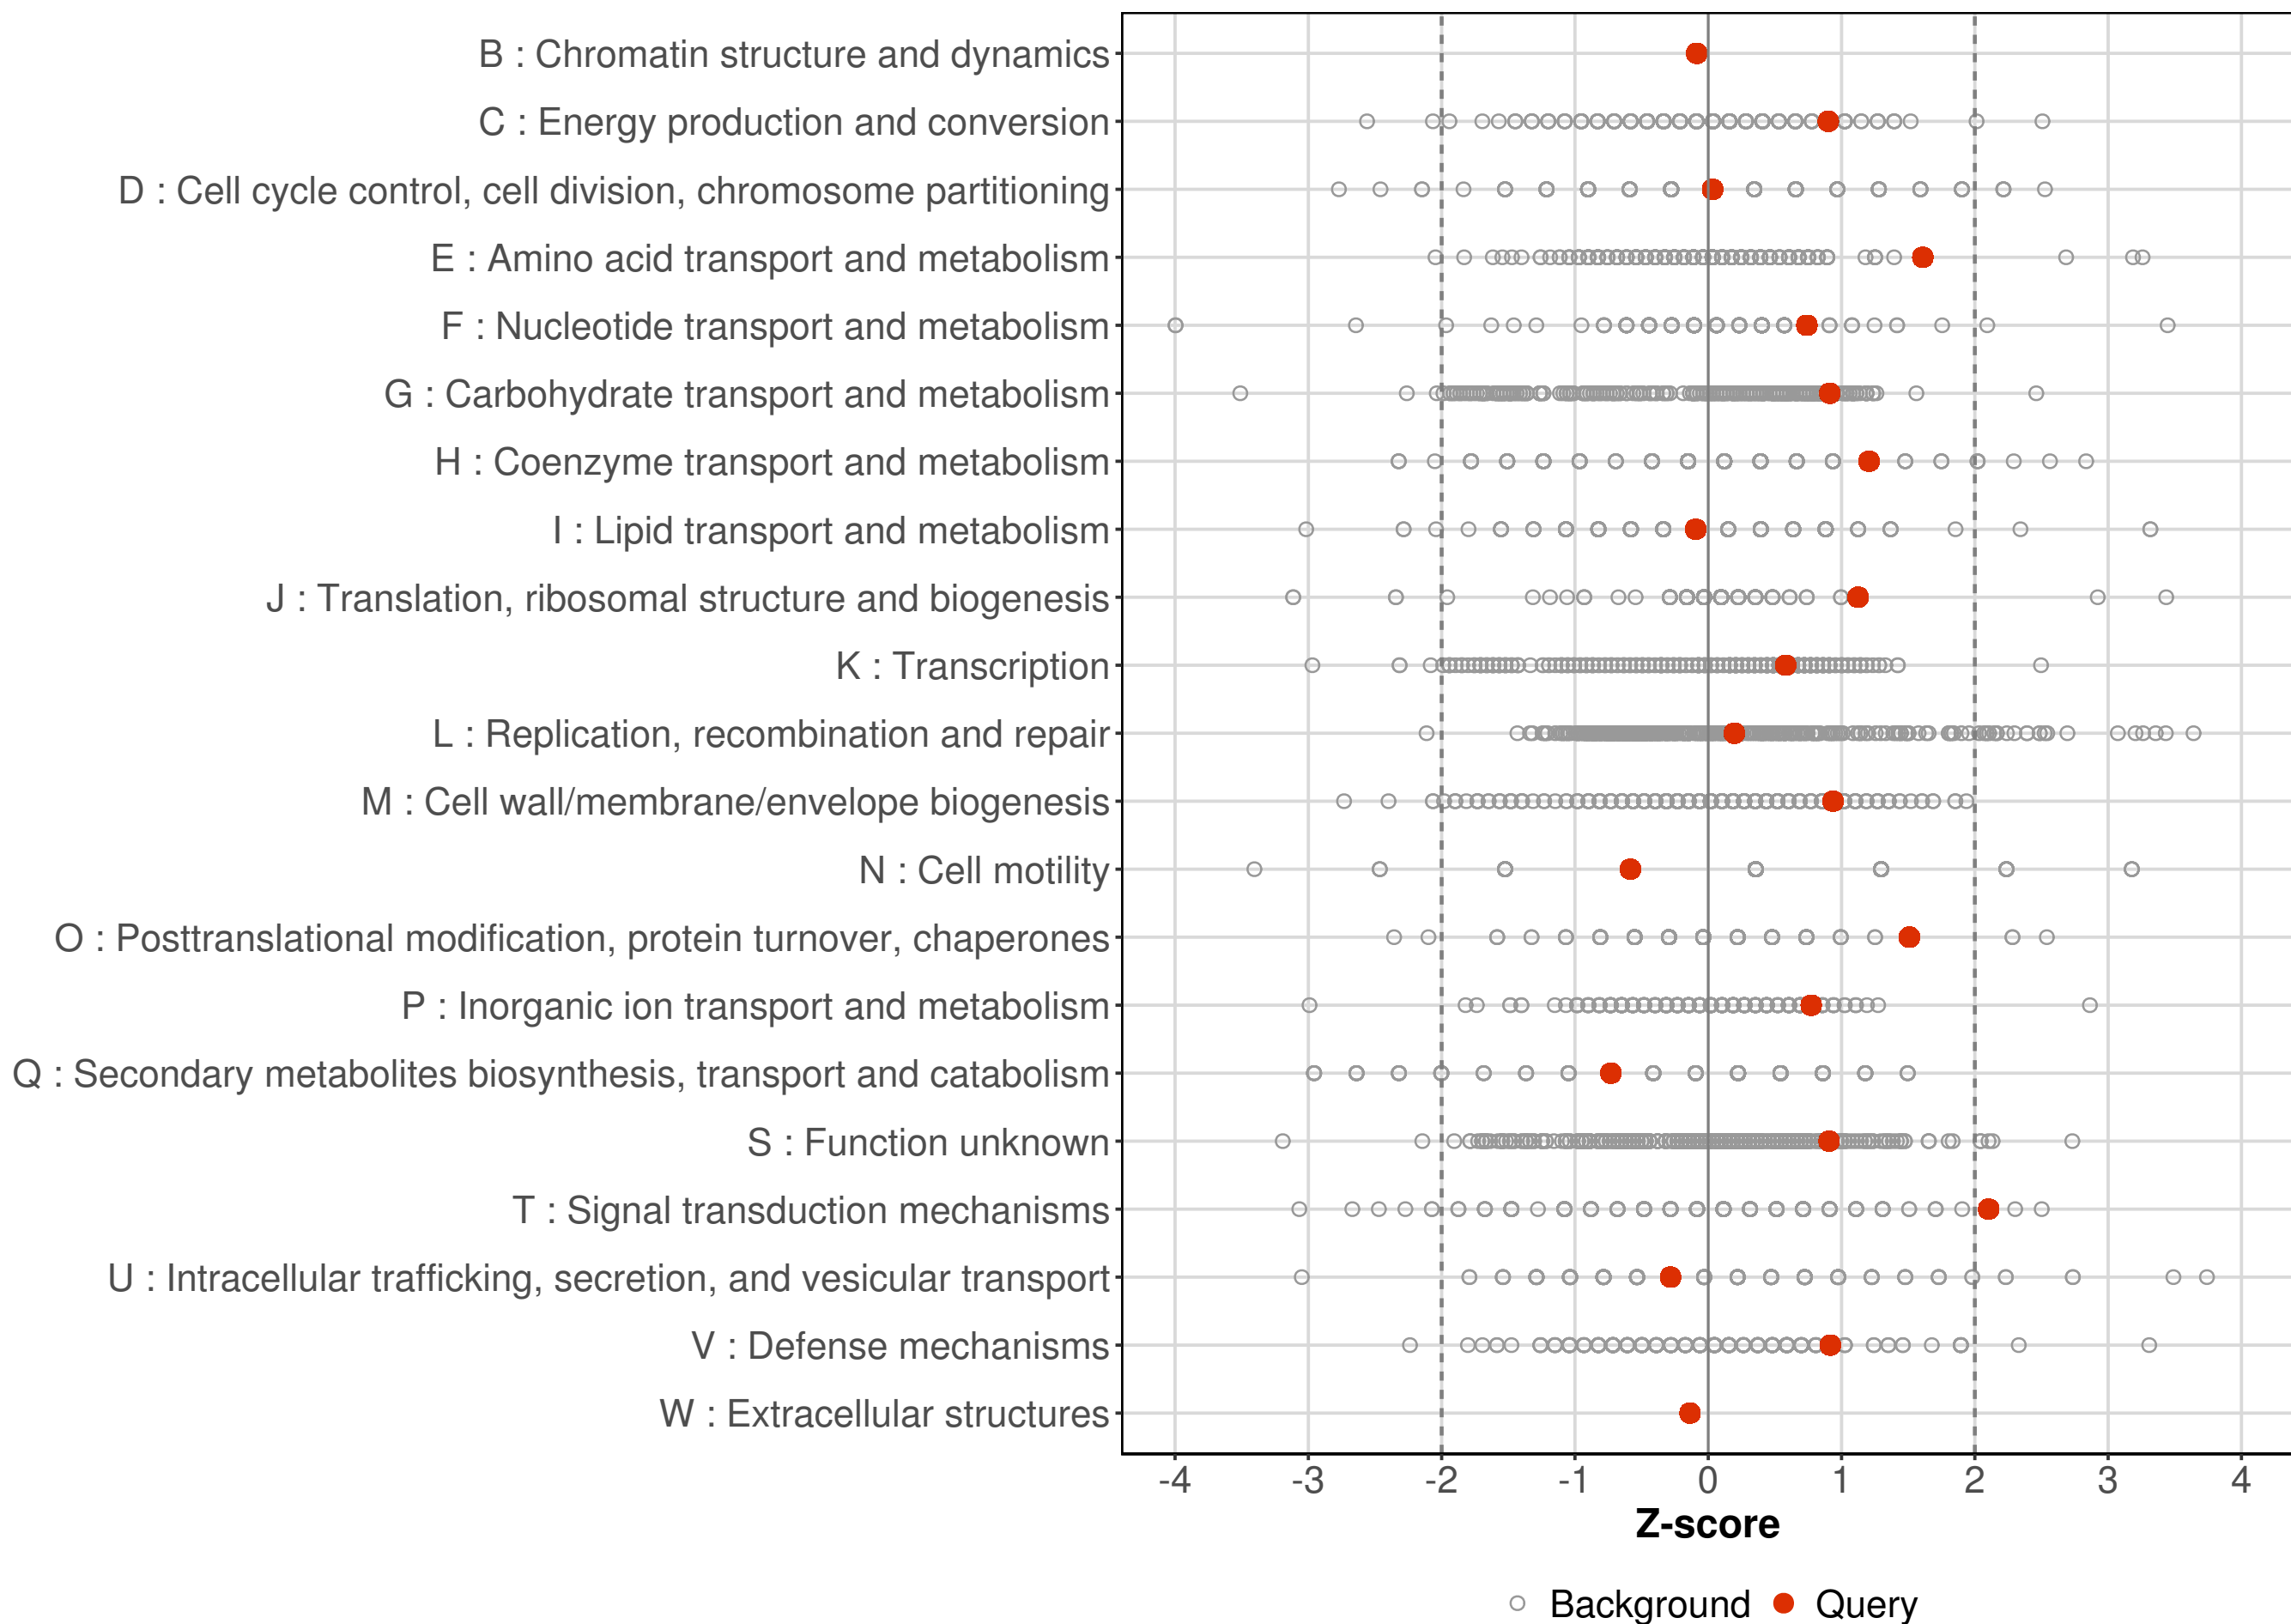 B : Chromatin structure and dynamics
C : Energy production and conversion
D : Cell cycle control, cell division, chromosome partitioning
E : Amino acid transport and metabolism
F : Nucleotide transport and metabolism
G : Carbohydrate transport and metabolism
H : Coenzyme transport and metabolism
I : Lipid transport and metabolism
J : Translation, ribosomal structure and biogenesis
K : Transcription
L : Replication, recombination and repair
M : Cell wall/membrane/envelope biogenesis
N : Cell motility
O : Posttranslational modification, protein turnover, chaperones
P : Inorganic ion transport and metabolism
Q : Secondary metabolites biosynthesis, transport and catabolism
S : Function unknown
T : Signal transduction mechanisms
U : Intracellular trafficking, secretion, and vesicular transport
V : Defense mechanisms
W : Extracellular structures
-4 -3 -2 -1 0 1 2 3 4
Z-score
Background Query